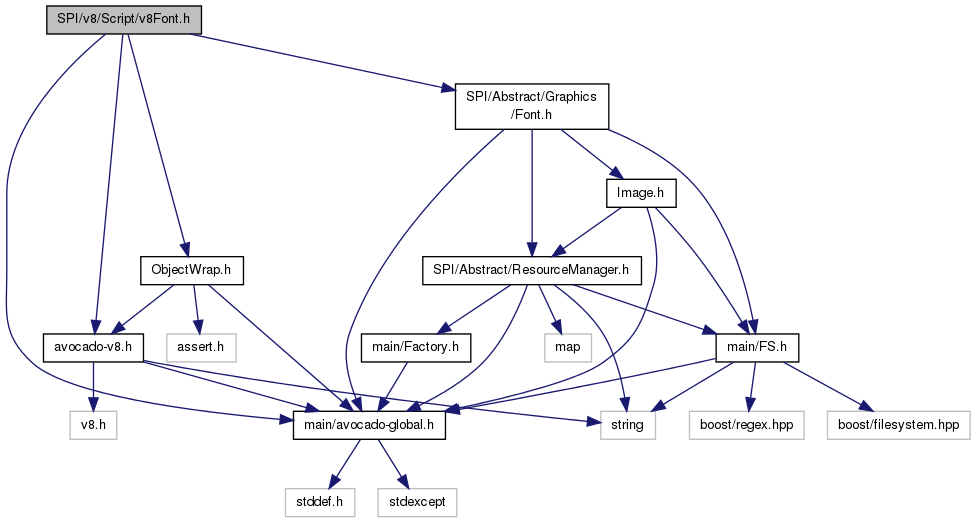 SPI/v8/Script/v8Font.h
SPI/Abstract/Graphics
/Font.h
Image.h
ObjectWrap.h
SPI/Abstract/ResourceManager.h
avocado-v8.h
assert.h
main/Factory.h
map
main/FS.h
v8.h
main/avocado-global.h
string
boost/regex.hpp
boost/filesystem.hpp
stddef.h
stdexcept